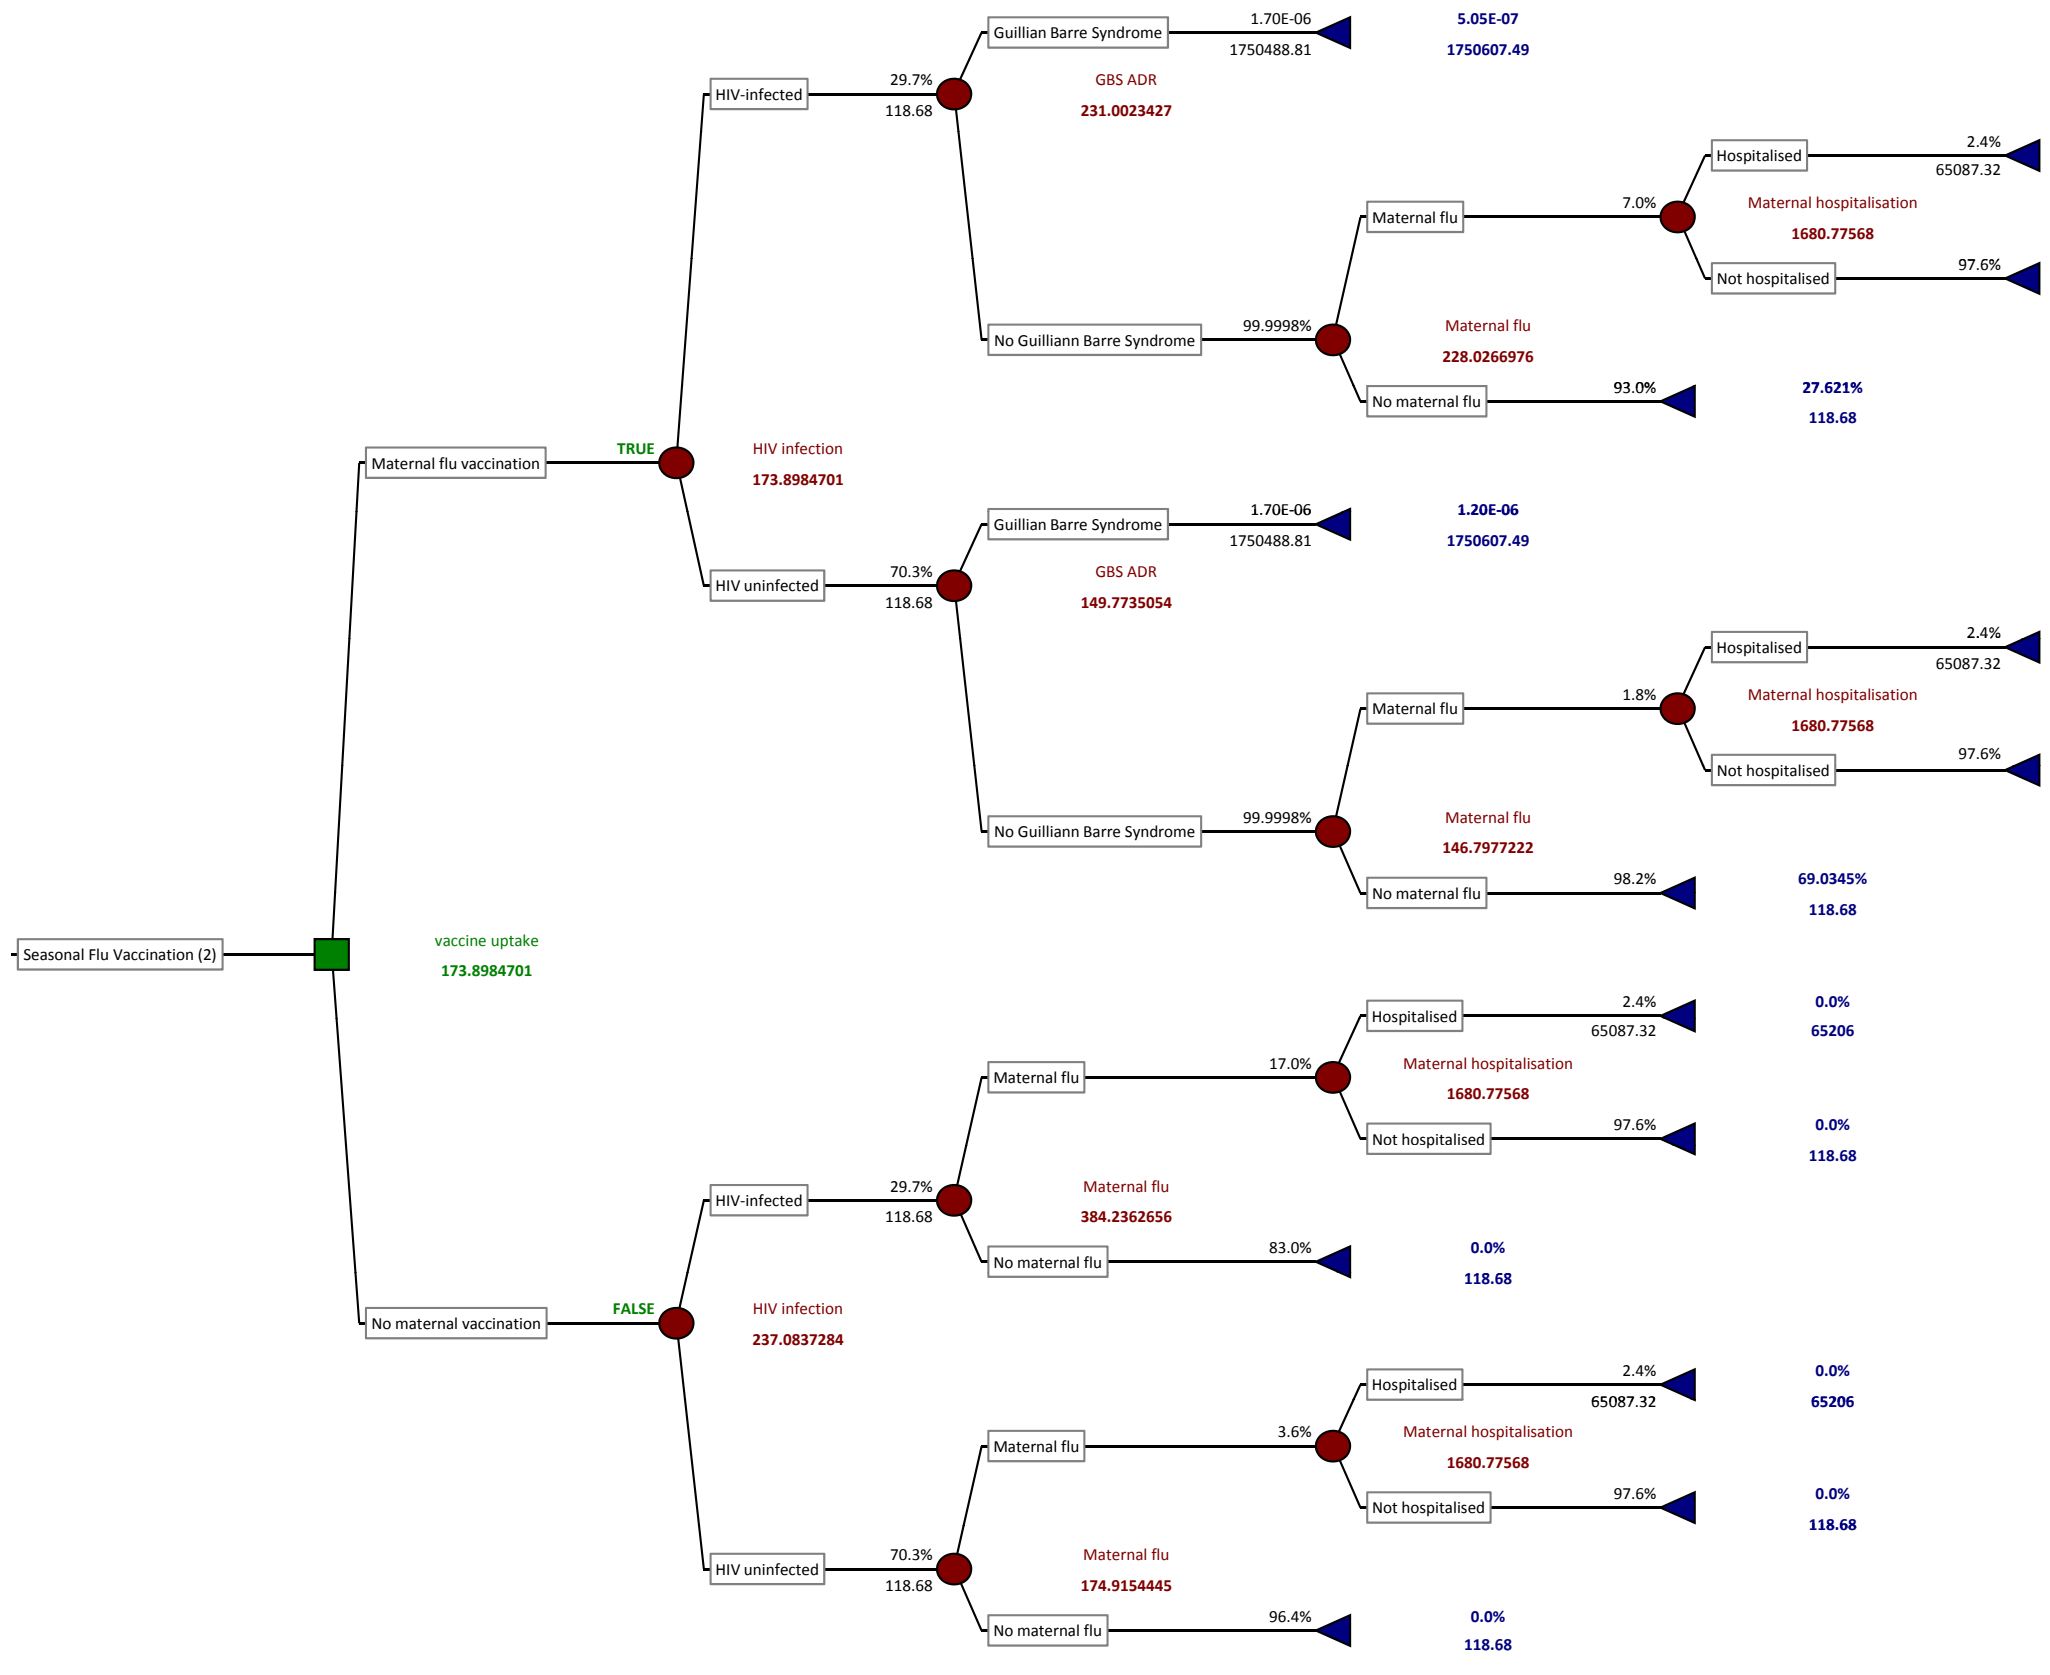 Guillian Barre Syndrome
1.70E-06
1750488.81
5.05E-07
1750607.49
HIV-infected
29.7%
118.68
GBS ADR
231.0023427
Hospitalised
2.4%
65087.32
Maternal flu
7.0%
Maternal hospitalisation
1680.77568
Not hospitalised
97.6%
No Guilliann Barre Syndrome
99.9998%
Maternal flu
228.0266976
No maternal flu
93.0%
27.621%
118.68
Maternal flu vaccination
TRUE
HIV infection
173.8984701
Guillian Barre Syndrome
1.70E-06
1750488.81
1.20E-06
1750607.49
HIV uninfected
70.3%
118.68
GBS ADR
149.7735054
Hospitalised
2.4%
65087.32
Maternal flu
1.8%
Maternal hospitalisation
1680.77568
Not hospitalised
97.6%
No Guilliann Barre Syndrome
99.9998%
Maternal flu
146.7977222
No maternal flu
98.2%
69.0345%
118.68
Seasonal Flu Vaccination (2)
vaccine uptake
173.8984701
Hospitalised
2.4%
65087.32
0.0%
65206
Maternal flu
17.0%
Maternal hospitalisation
1680.77568
Not hospitalised
97.6%
0.0%
118.68
HIV-infected
29.7%
118.68
Maternal flu
384.2362656
No maternal flu
83.0%
0.0%
118.68
No maternal vaccination
FALSE
HIV infection
237.0837284
Hospitalised
2.4%
65087.32
0.0%
65206
Maternal flu
3.6%
Maternal hospitalisation
1680.77568
Not hospitalised
97.6%
0.0%
118.68
HIV uninfected
70.3%
118.68
Maternal flu
174.9154445
No maternal flu
96.4%
0.0%
118.68